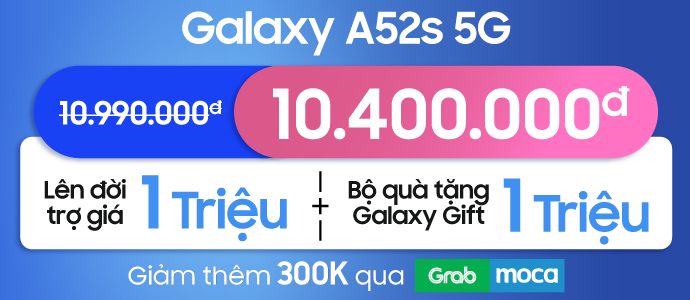 Galaxy A52s 5G
10.990.000đ
10.400.000đ
Lên đời
trợ giá
1 Triệu
+
Bộ quà tặng
Galaxy Gift
1 Triệu
Giảm thêm 300K qua Grab moca